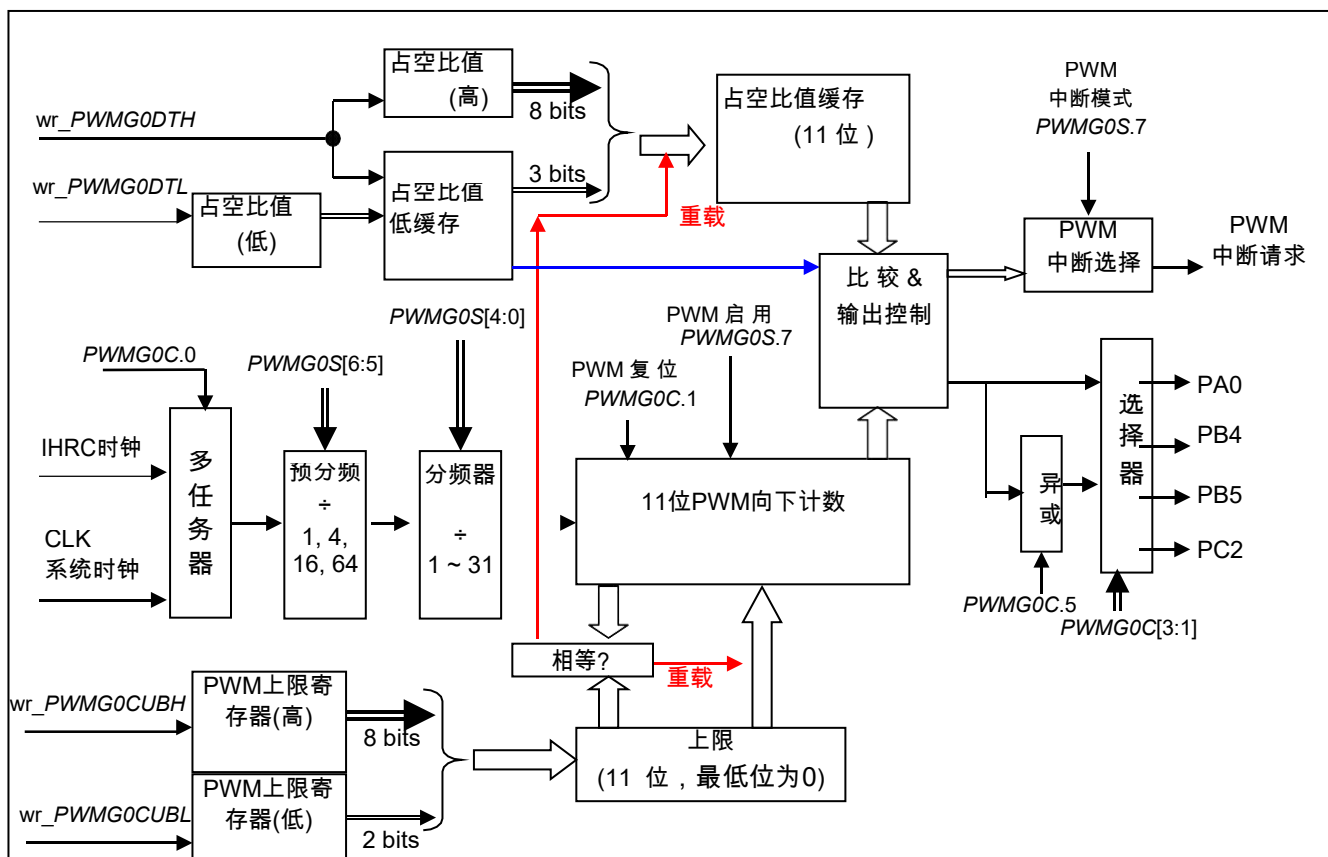 占空比值
(高)
8 bits
wr_PWMG0DTH
3 bits
wr_PWMG0DTL
占空比值
(低)
占空比值
低缓存
重载
占空比值缓存
(11 位 )
PWM
中断模式
PWMG0S.7
PWM
中断选择
PWM
中断请求
比 较 &
输出控制
PWMG0S[4:0]
PWMG0C.0
PWMG0S[6:5]
PWM 启 用
PWMG0S.7
PWM 复 位
PWMG0C.1
IHRC时钟
CLK
系统时钟
多
任
务
器
预分频
÷
1, 4,
16, 64
分频器
÷
1 ~ 31
11位PWM向下计数
选
择
器
异
或
PA0
PB4
PB5
PC2
PWMG0C.5
PWMG0C[3:1]
相等?
重载
wr_PWMG0CUBH
PWM上限寄
存器(高)
8 bits
wr_PWMG0CUBL
PWM上限寄
存器(低)
2 bits
上限
(11 位 , 最低位为0)